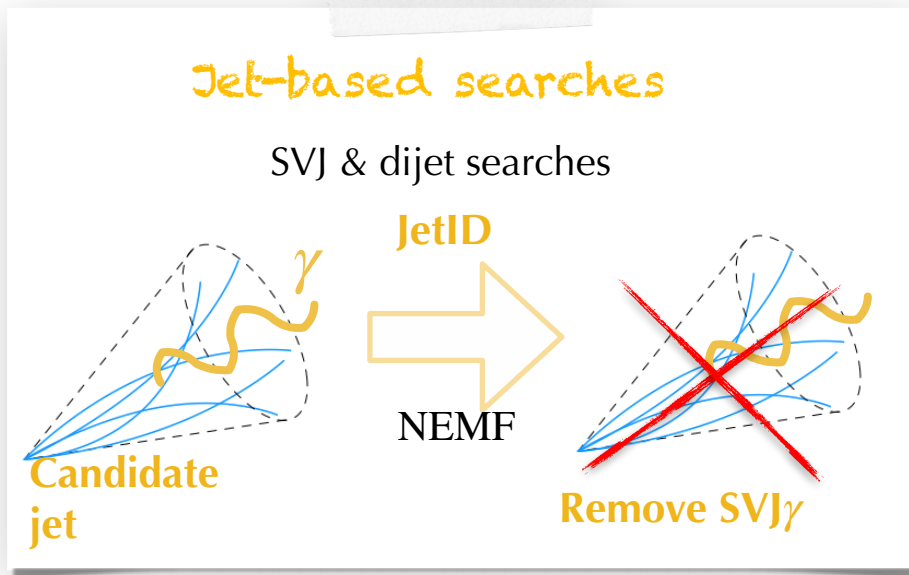 Jet-based searches
SVJ & dijet searches
JetID
γ
NEMF
Candidate
jet
Remove SVJγ